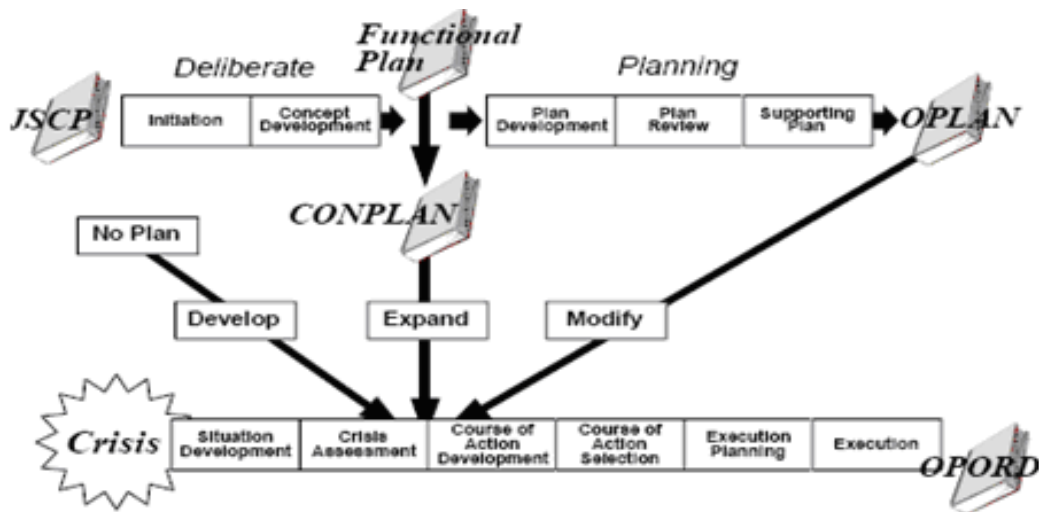 Functional
Plan
Deliberate
Planning
JSCP
Initiation
Concept
Development
Plan
Development
Plan
Review
Supporting
Plan
OPLAN
CONPLAN
No Plan
Develop
Expand
Modify
Crisis
Situation
Development
Crisis
Assessment
Course of
Action
Development
Course of
Action
Selection
Execution
Planning
Execution
OPORD